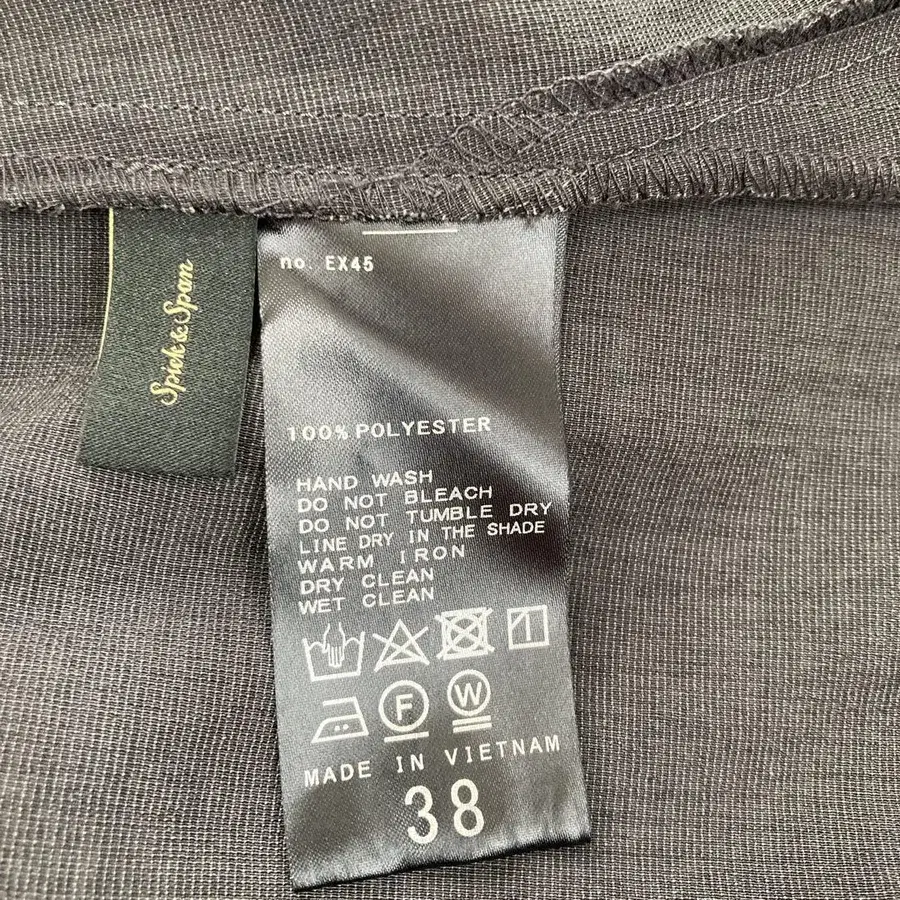 Spick & Span
no. EX45
100% POLYESTER
HAND WASH
DO NOT BLEACH
DO NOT TUMBLE DRY
LINE DRY IN THE SHADE
WARM IRON
DRY CLEAN
WET CLEAN
F W
MADE IN VIETNAM
38